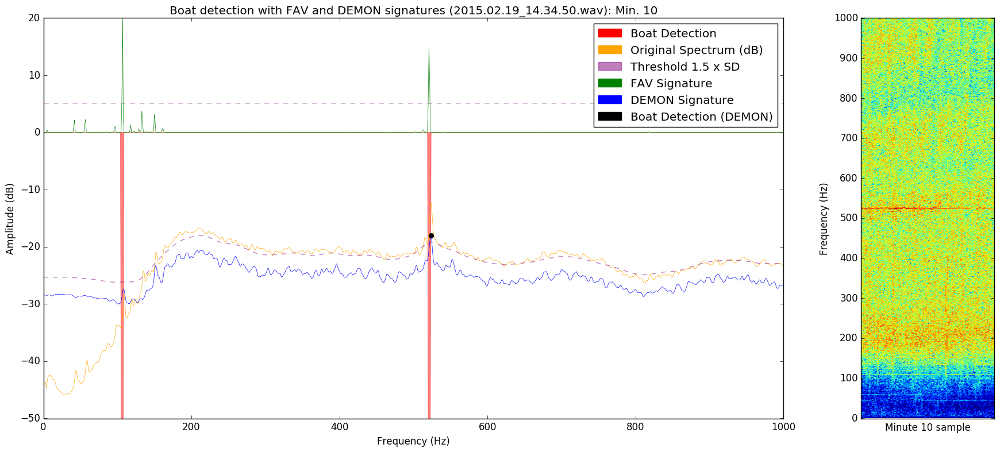 Boat detection with FAV and DEMON signatures (2015.02.19_14.34.50.wav): Min. 10
Boat Detection
Original Spectrum (dB)
Threshold 1.5 x SD
FAV Signature
DEMON Signature
Boat Detection (DEMON)
Amplitude (dB)
20
10
0
−10
−20
−30
−40
−50
0
200
400
600
800
1000
Frequency (Hz)
Frequency (Hz)
1000
900
800
700
600
500
400
300
200
100
0
Minute 10 sample